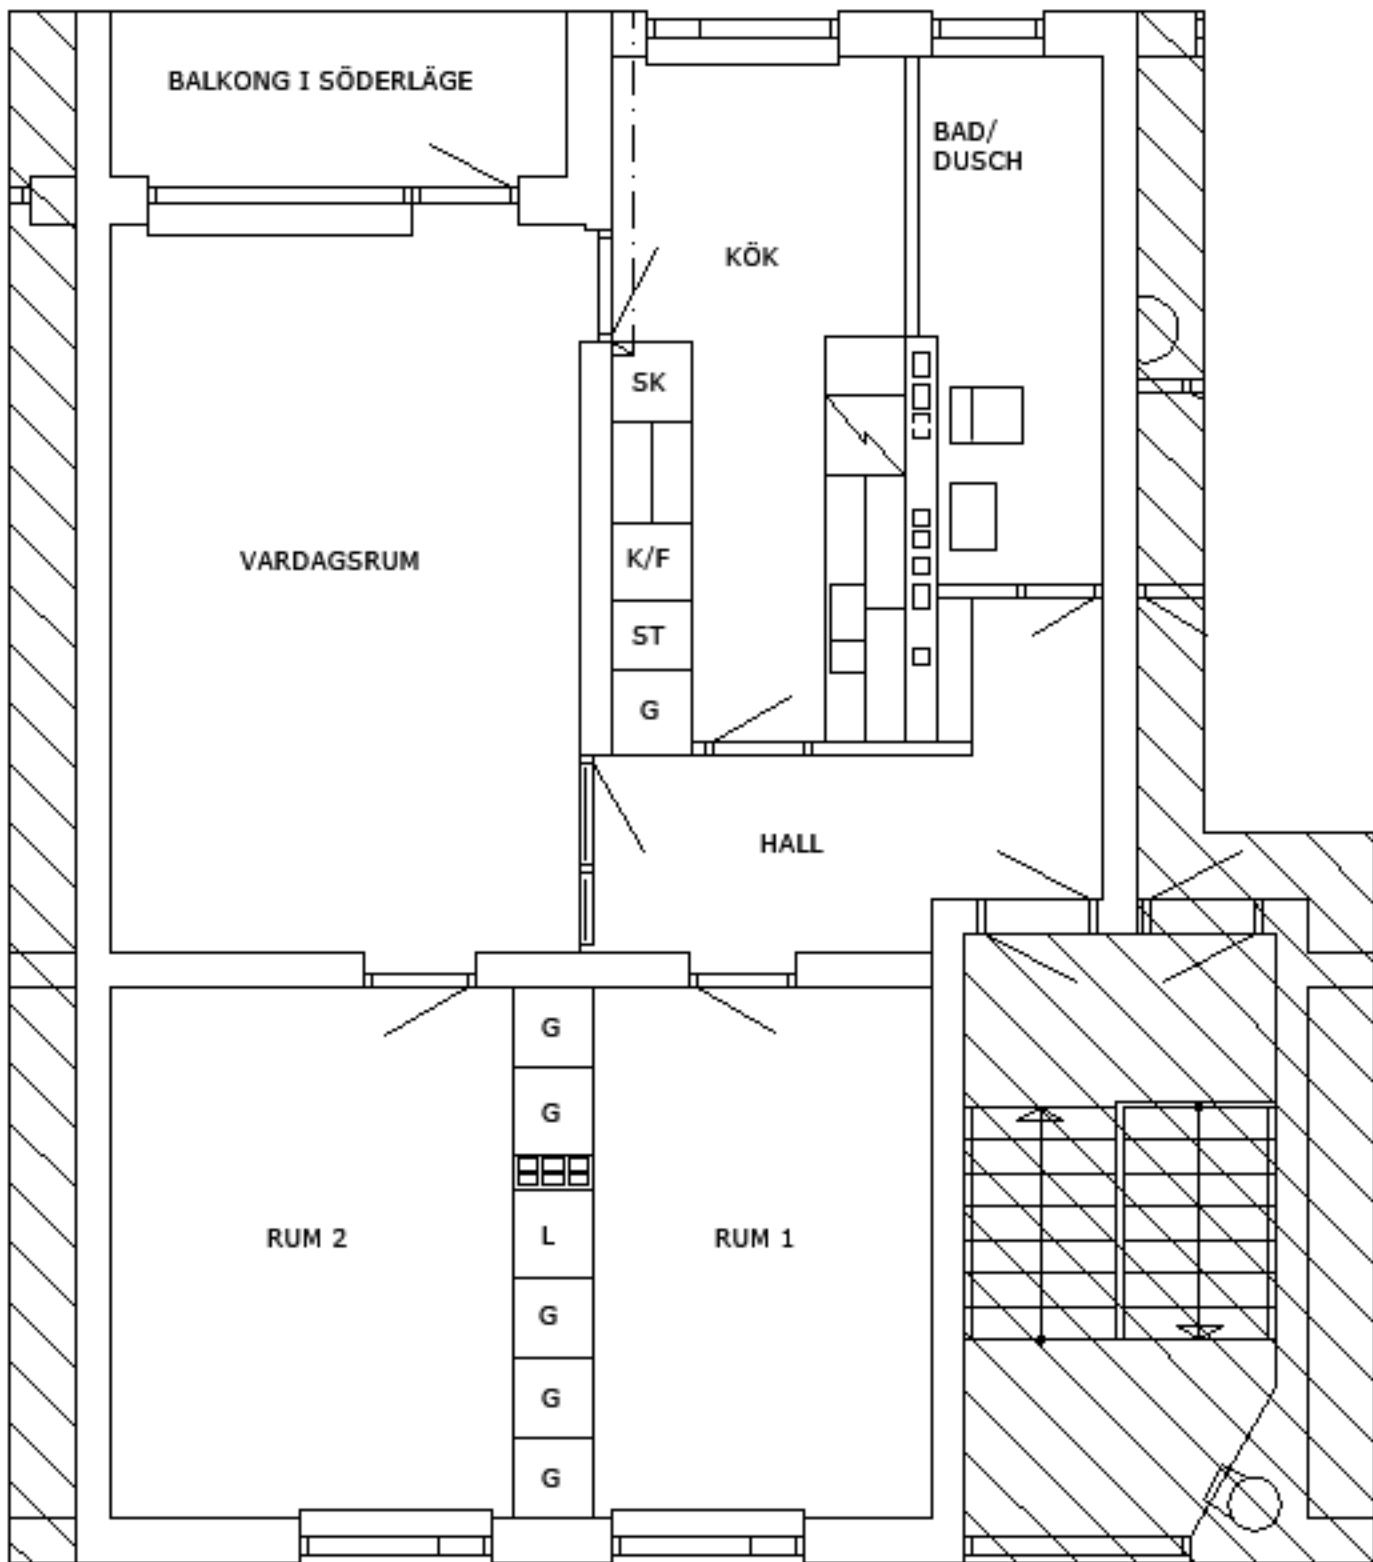 BALKONG I SÖDERLÄGE
BAD/
DUSCH
KÖK
SK
VARDAGSRUM
K/F
ST
G
HALL
G
G
RUM 2
L
RUM 1
G
G
G